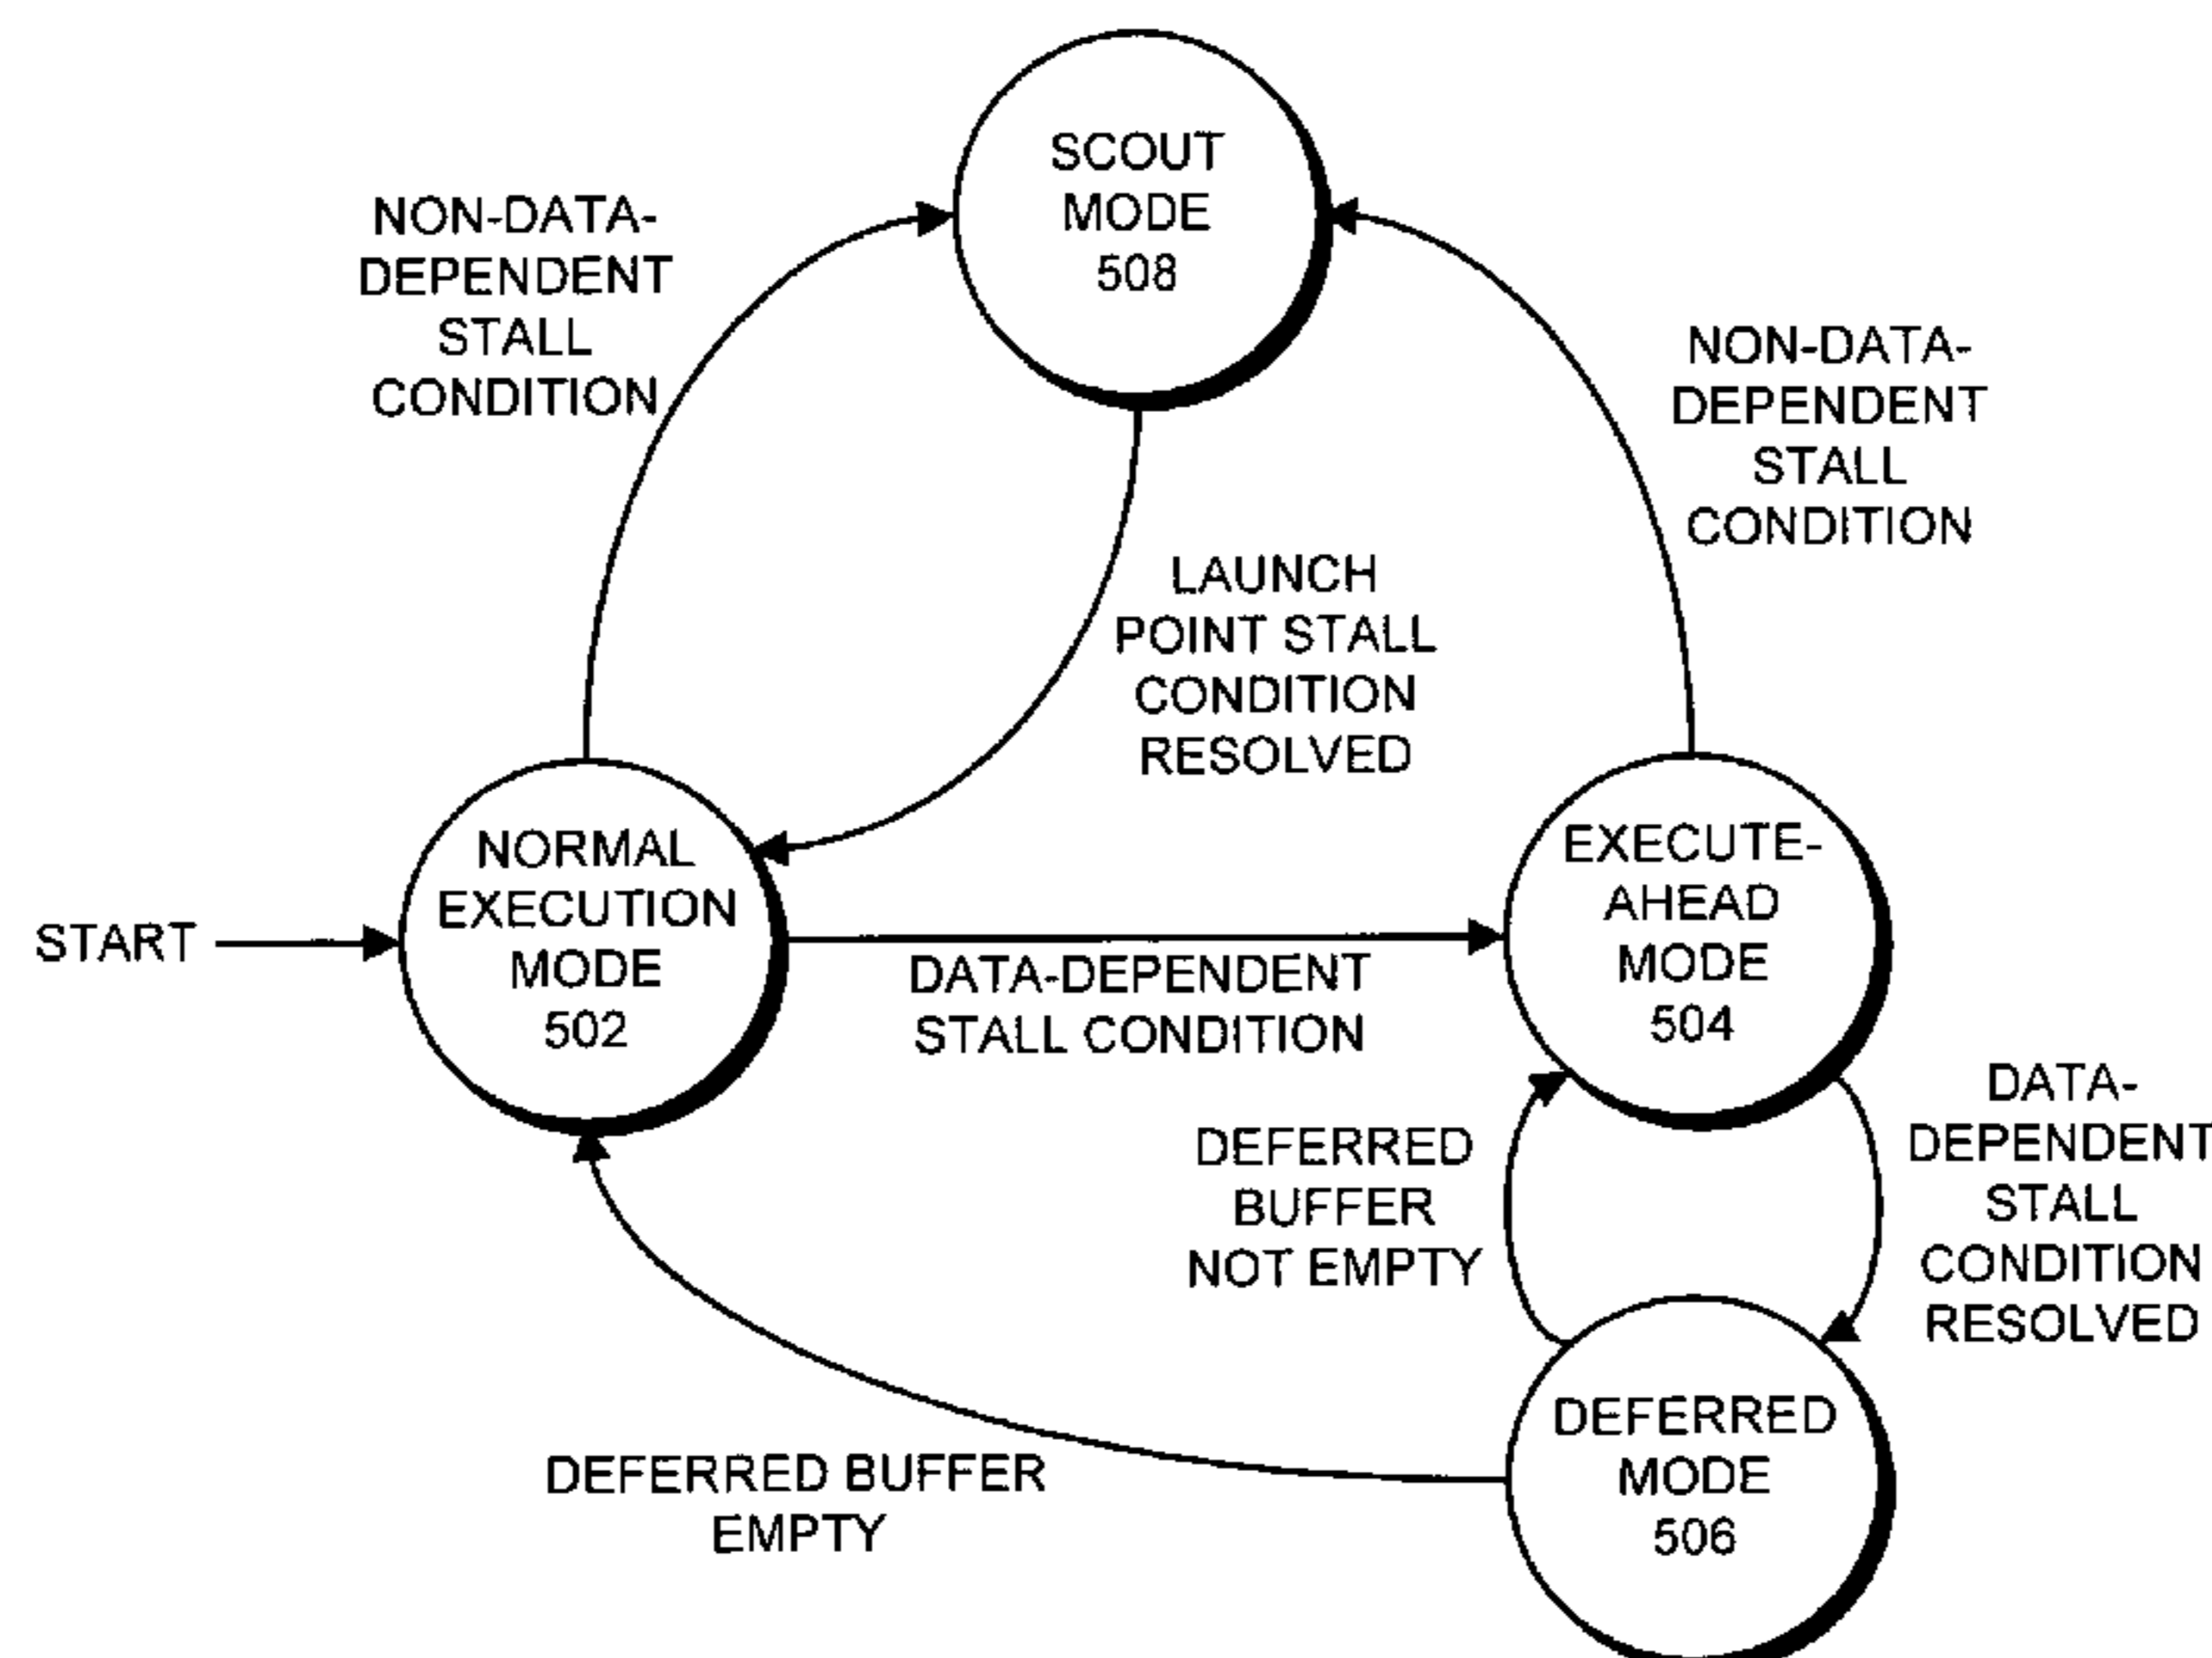 SCOUT
MODE
508
NON-DATA-
DEPENDENT
STALL
CONDITION
NON-DATA-
DEPENDENT
STALL
CONDITION
LAUNCH
POINT STALL
CONDITION
RESOLVED
START
NORMAL
EXECUTION
MODE
502
DATA-DEPENDENT
STALL CONDITION
EXECUTE-
AHEAD
MODE
504
DEFERRED
BUFFER
NOT EMPTY
DATA-
DEPENDENT
STALL
CONDITION
RESOLVED
DEFERRED BUFFER
EMPTY
DEFERRED
MODE
506